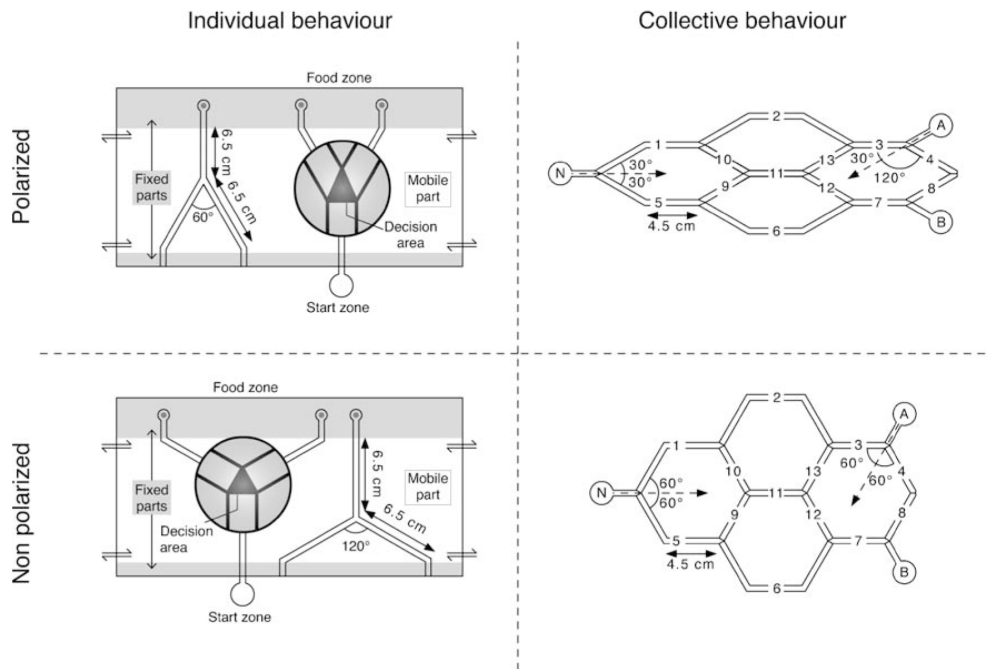 Individual behaviour
Collective behaviour
Polarized
Food zone
6.5 cm
6.5 cm
60°
Fixed
parts
Mobile
part
Decision
area
Start zone
N
30°
30°
1
2
3
4
5
6
7
8
9
10
11
12
13
30°
120°
4.5 cm
A
B
Non polarized
Food zone
Fixed
parts
Decision
area
6.5 cm
6.5 cm
120°
Mobile
part
Start zone
N
60°
60°
1
2
3
4
5
6
7
8
9
10
11
12
13
60°
60°
4.5 cm
A
B